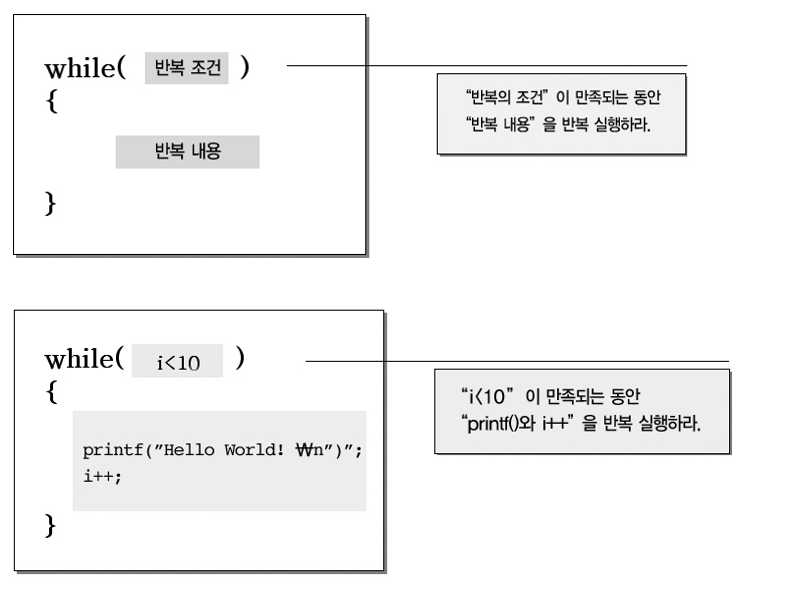 while( 반복 조건 )
{
반복 내용
}
“반복의 조건” 이 만족되는 동안
“반복 내용” 을 반복 실행하라.
while( i<10 )
{
printf(”Hello World! ₩n”)”;
i++;
}
“i<10” 이 만족되는 동안
“printf()와 i++” 을 반복 실행하라.